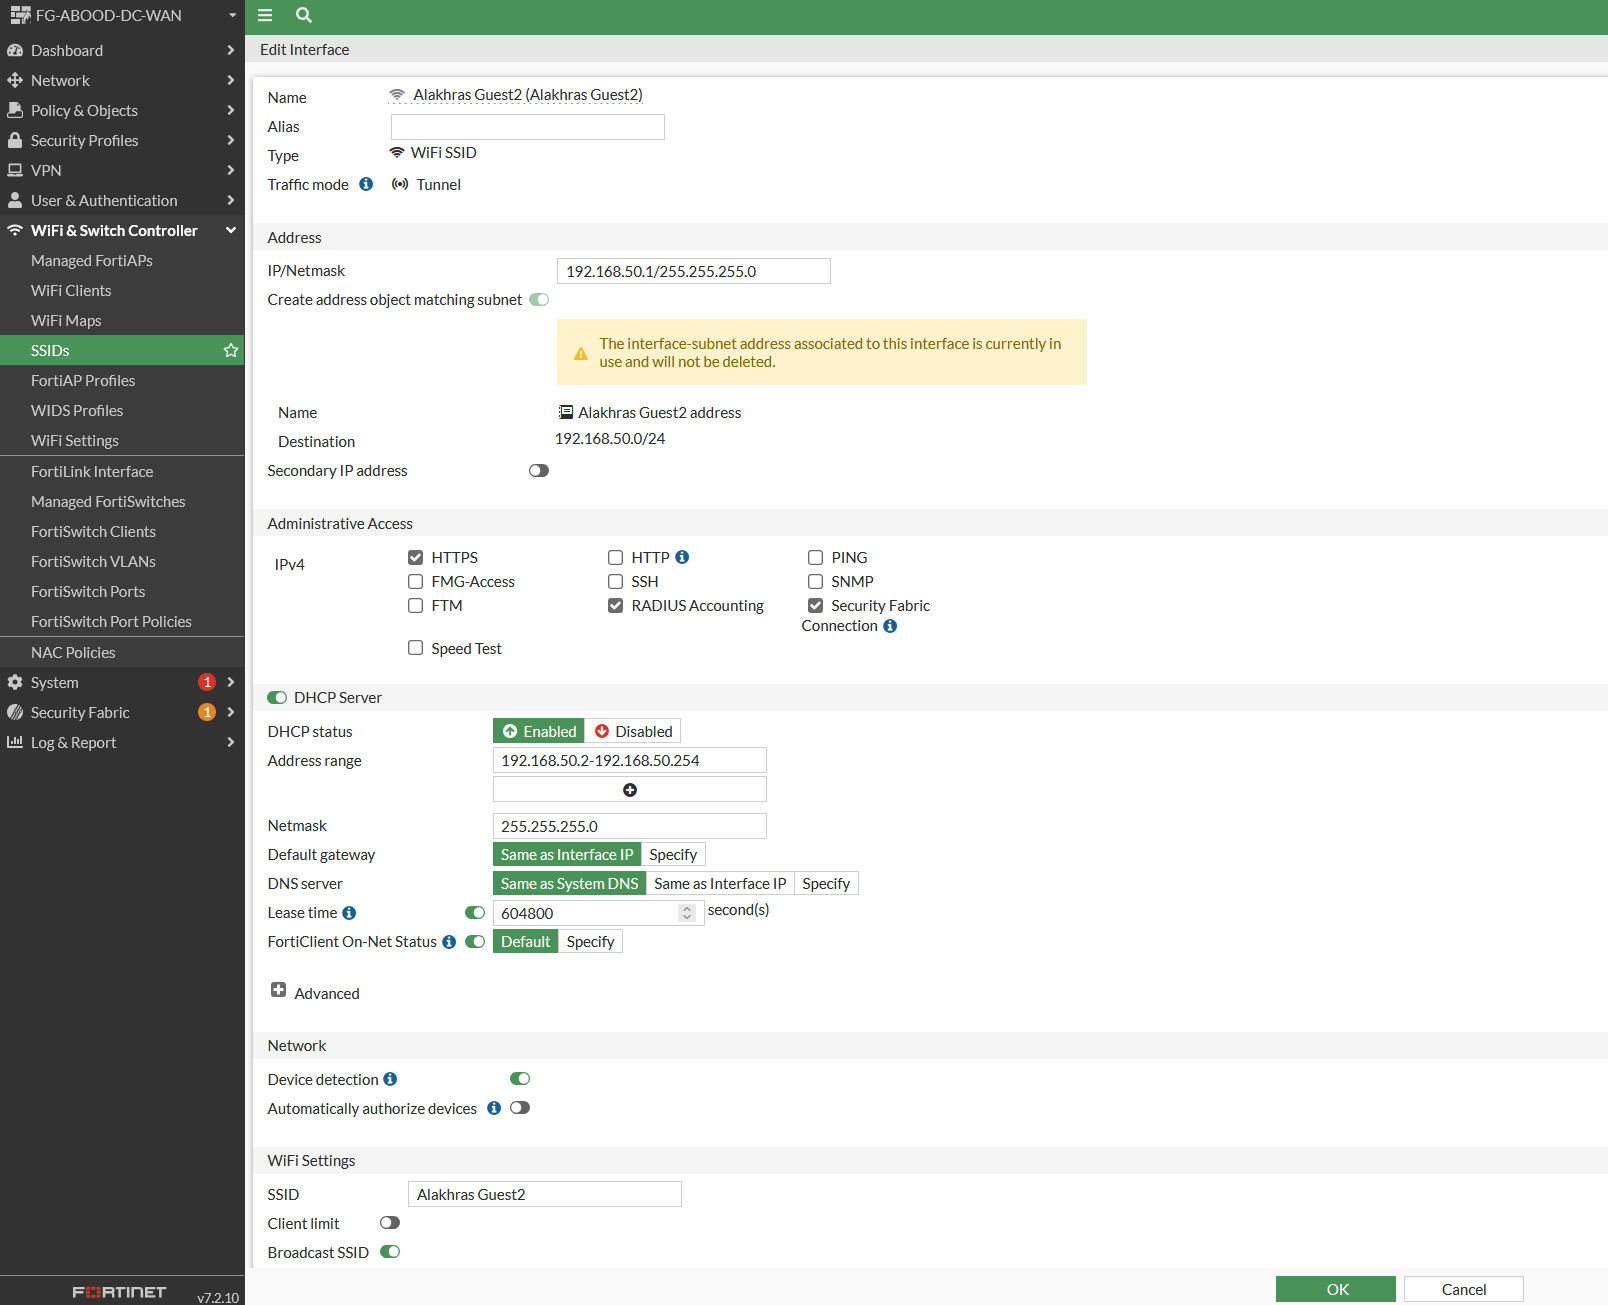 FG-ABOOD-DC-WAN
Dashboard
Network
Policy & Objects
Security Profiles
VPN
User & Authentication
WiFi & Switch Controller
Managed FortiAPs
WiFi Clients
WiFi Maps
SSIDs
FortiAP Profiles
WIDS Profiles
WiFi Settings
FortiLink Interface
Managed FortiSwitches
FortiSwitch Clients
FortiSwitch VLANs
FortiSwitch Ports
FortiSwitch Port Policies
NAC Policies
System 1
Security Fabric 1
Log & Report
FORTINET v7.2.10
Edit Interface
Name Alakhras Guest2 (Alakhras Guest2)
Alias
Type WiFi SSID
Traffic mode Tunnel
Address
IP/Netmask 192.168.50.1/255.255.255.0
Create address object matching subnet
The interface-subnet address associated to this interface is currently in
use and will not be deleted.
Name Alakhras Guest2 address
Destination 192.168.50.0/24
Secondary IP address
Administrative Access
IPv4 HTTPS HTTP PING
FMG-Access SSH SNMP
FTM RADIUS Accounting Security Fabric
Connection
Speed Test
DHCP Server
DHCP status Enabled Disabled
Address range 192.168.50.2-192.168.50.254
Netmask 255.255.255.0
Default gateway Same as Interface IP Specify
DNS server Same as System DNS Same as Interface IP Specify
Lease time 604800 second(s)
FortiClient On-Net Status Default Specify
Advanced
Network
Device detection
Automatically authorize devices
WiFi Settings
SSID Alakhras Guest2
Client limit
Broadcast SSID
OK Cancel